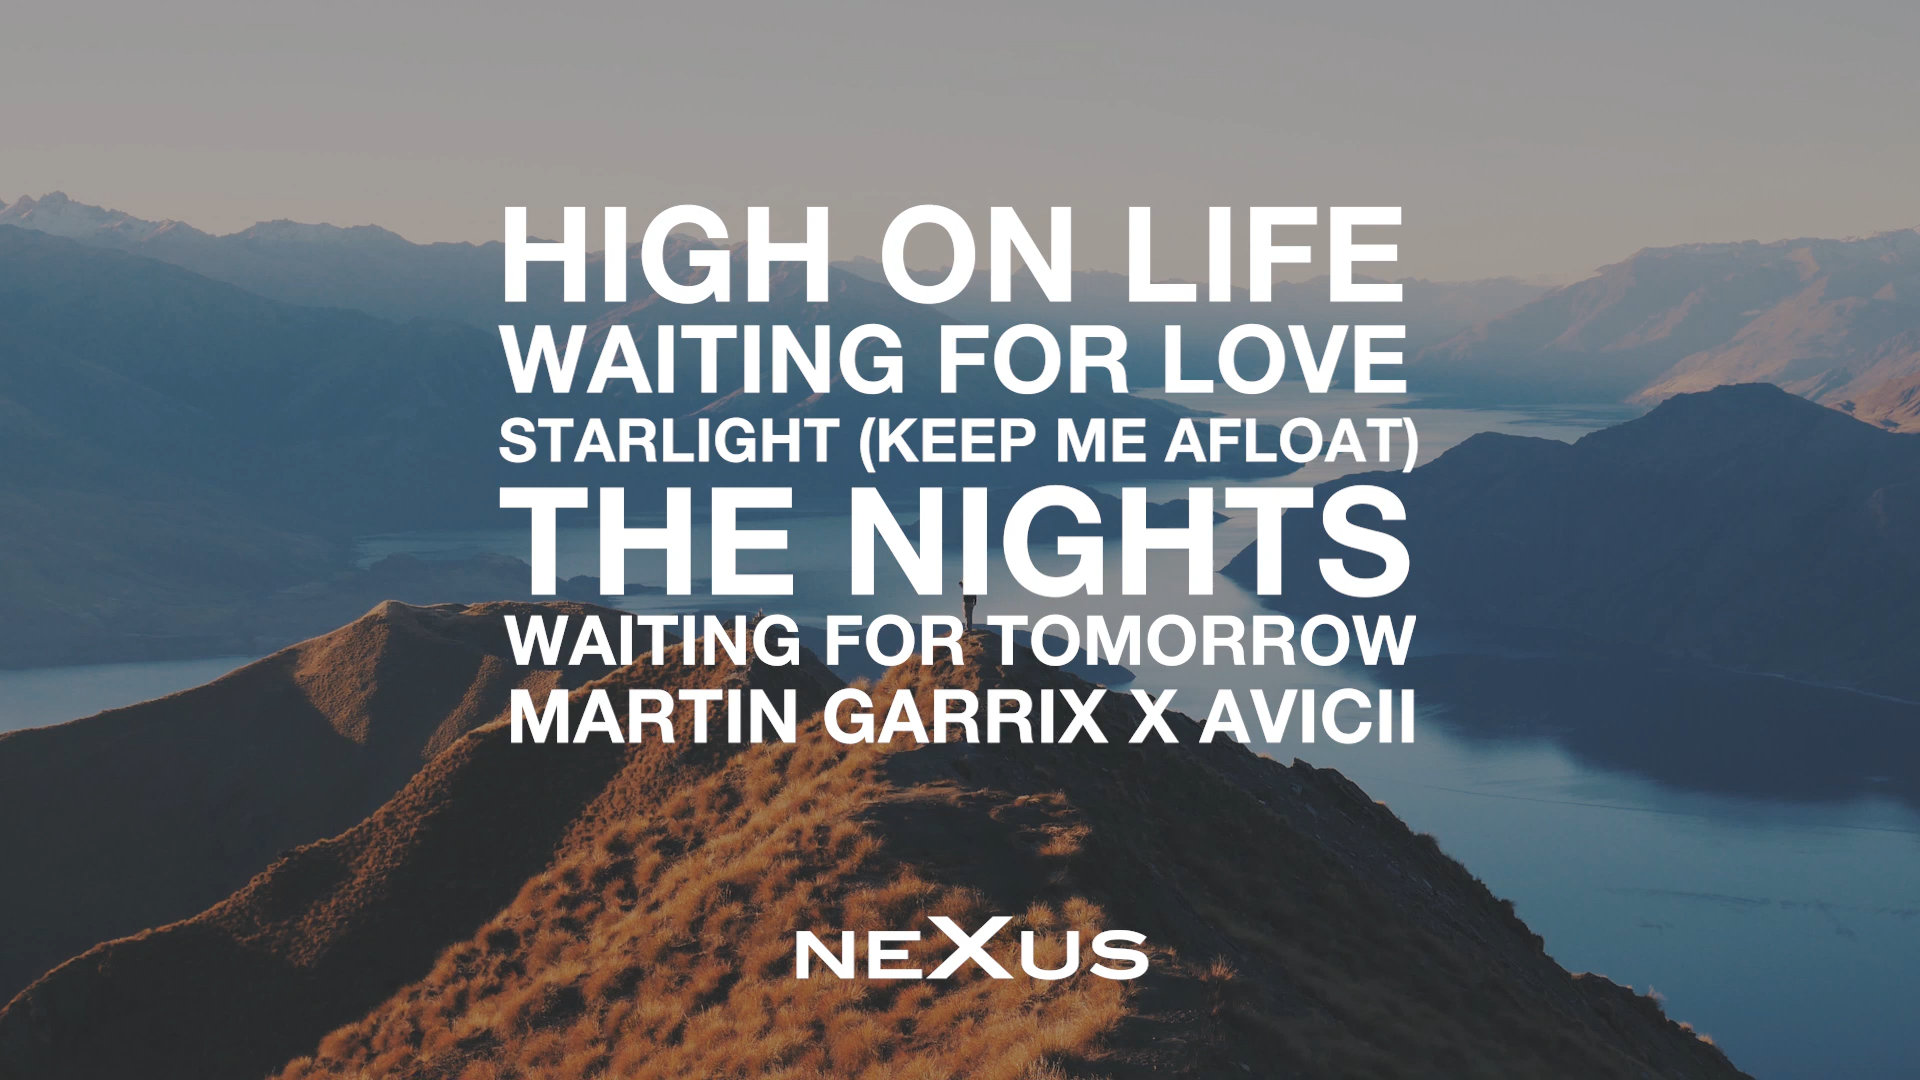 HIGH ON LIFE
WAITING FOR LOVE
STARLIGHT (KEEP ME AFLOAT)
THE NIGHTS
WAITING FOR TOMORROW
MARTIN GARRIX X AVICII
NEXUS